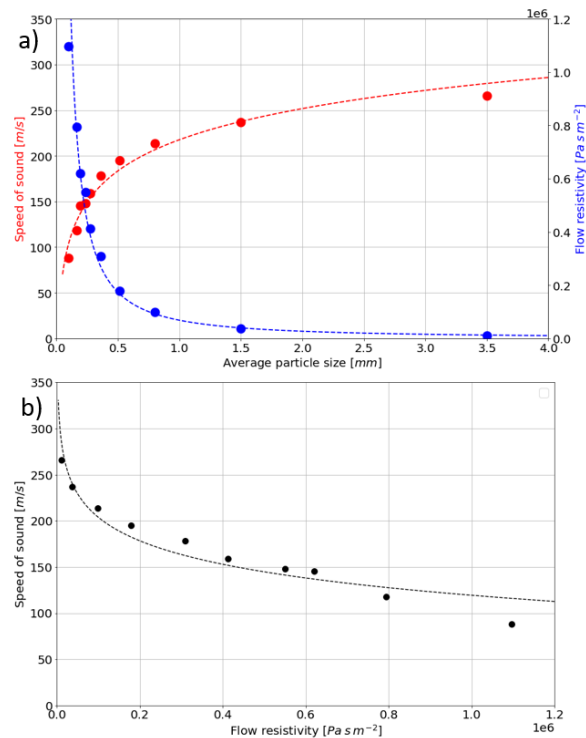 a)
1e6
350
300
250
200
150
100
50
0
Speed of sound [m/s]
1.2
1.0
0.8
0.6
0.4
0.2
0.0
Flow resistivity [Pa s m⁻²]
0.0 0.5 1.0 1.5 2.0 2.5 3.0 3.5 4.0
Average particle size [mm]
b)
350
300
250
200
150
100
50
0
Speed of sound [m/s]
0.0 0.2 0.4 0.6 0.8 1.0 1.2
1e6
Flow resistivity [Pa s m⁻²]